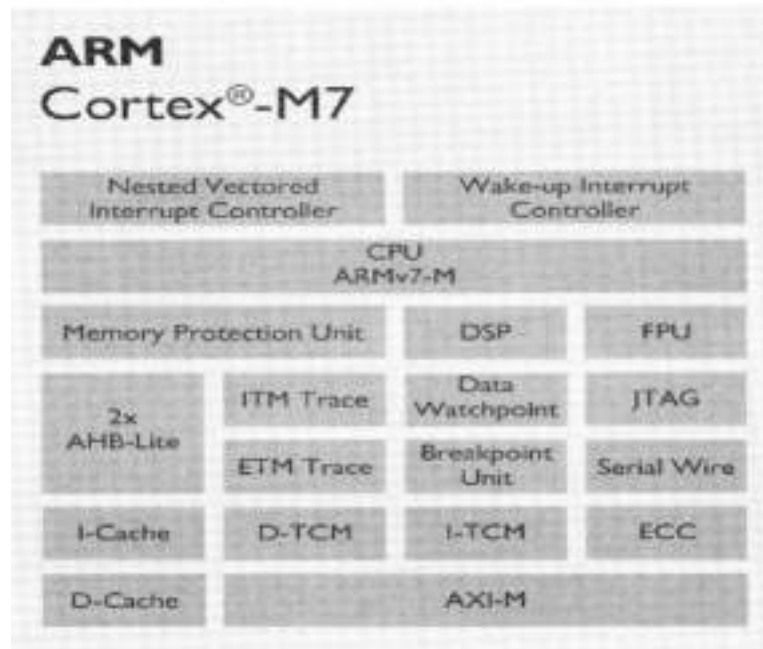 ARM
Cortex®-M7
Nested Vectored
Interrupt Controller
Wake-up Interrupt
Controller
CPU
ARMv7-M
Memory Protection Unit
DSP
FPU
2x
AHB-Lite
ITM Trace
Data
Watchpoint
JTAG
ETM Trace
Breakpoint
Unit
Serial Wire
I-Cache
D-TCM
I-TCM
ECC
D-Cache
AXI-M